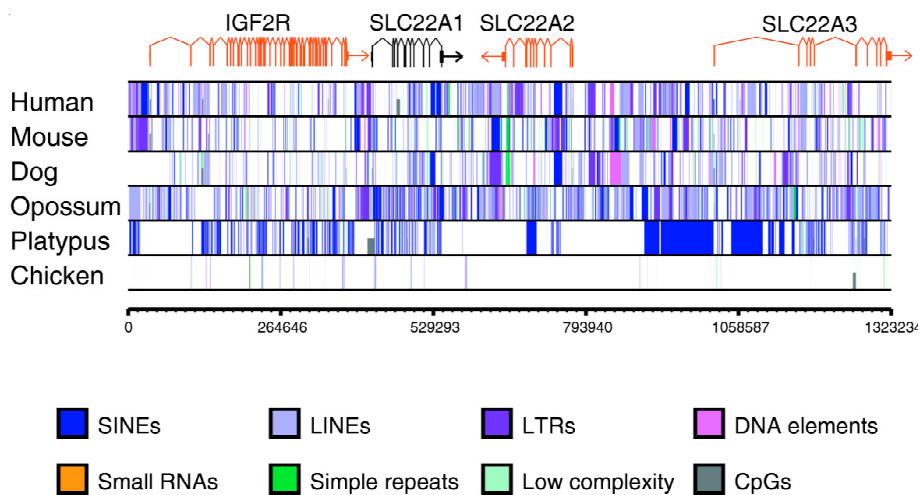 IGF2R SLC22A1 SLC22A2 SLC22A3
Human
Mouse
Dog
Opossum
Platypus
Chicken
0 264646 529293 793940 1058587 1323234
SINEs LINEs LTRs DNA elements
Small RNAs Simple repeats Low complexity CpGs